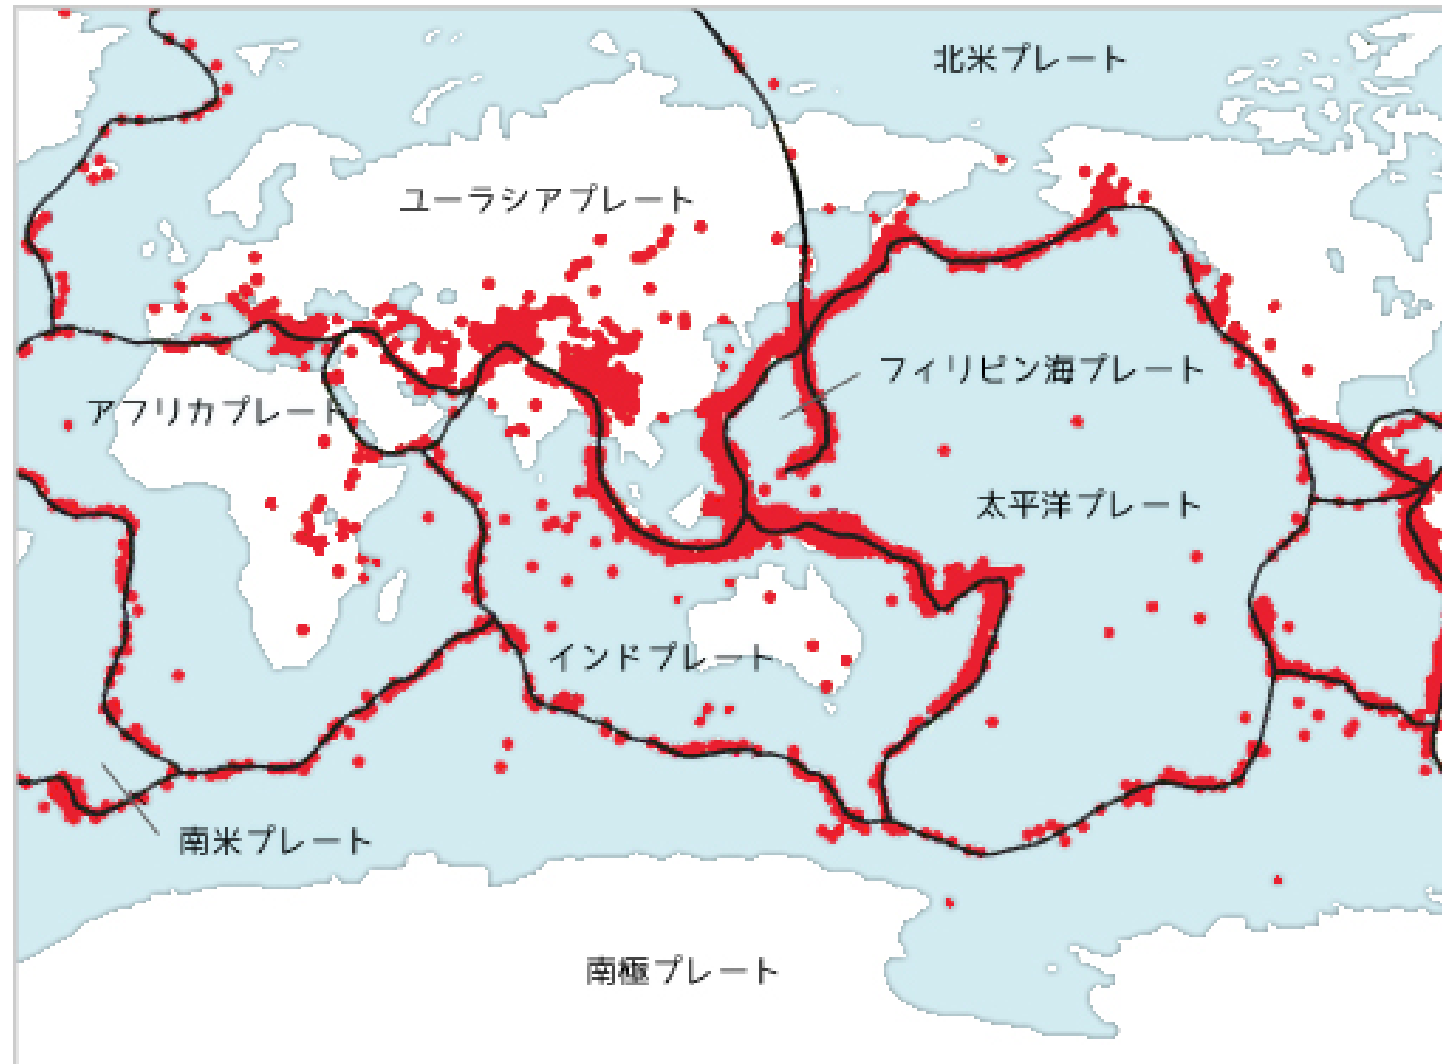 北米プレート
ユーラシアプレート
フィリピン海プレート
アフリカプレート
太平洋プレート
インドプレート
南米プレート
南極プレート